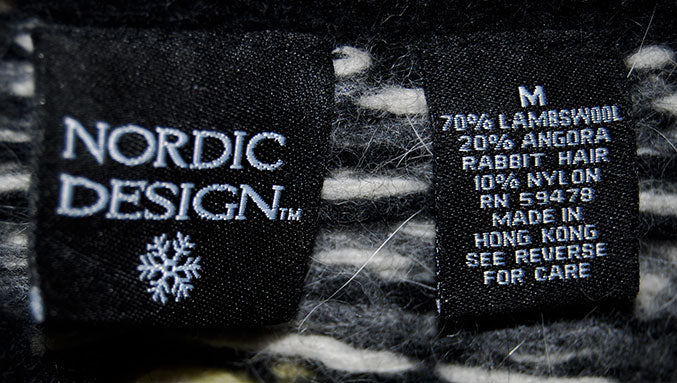 NORDIC
DESIGN™
M
70% LAMBSWOOL
20% ANGORA
RABBIT HAIR
10% NYLON
RN 59478
MADE IN
HONG KONG
SEE REVERSE
FOR CARE